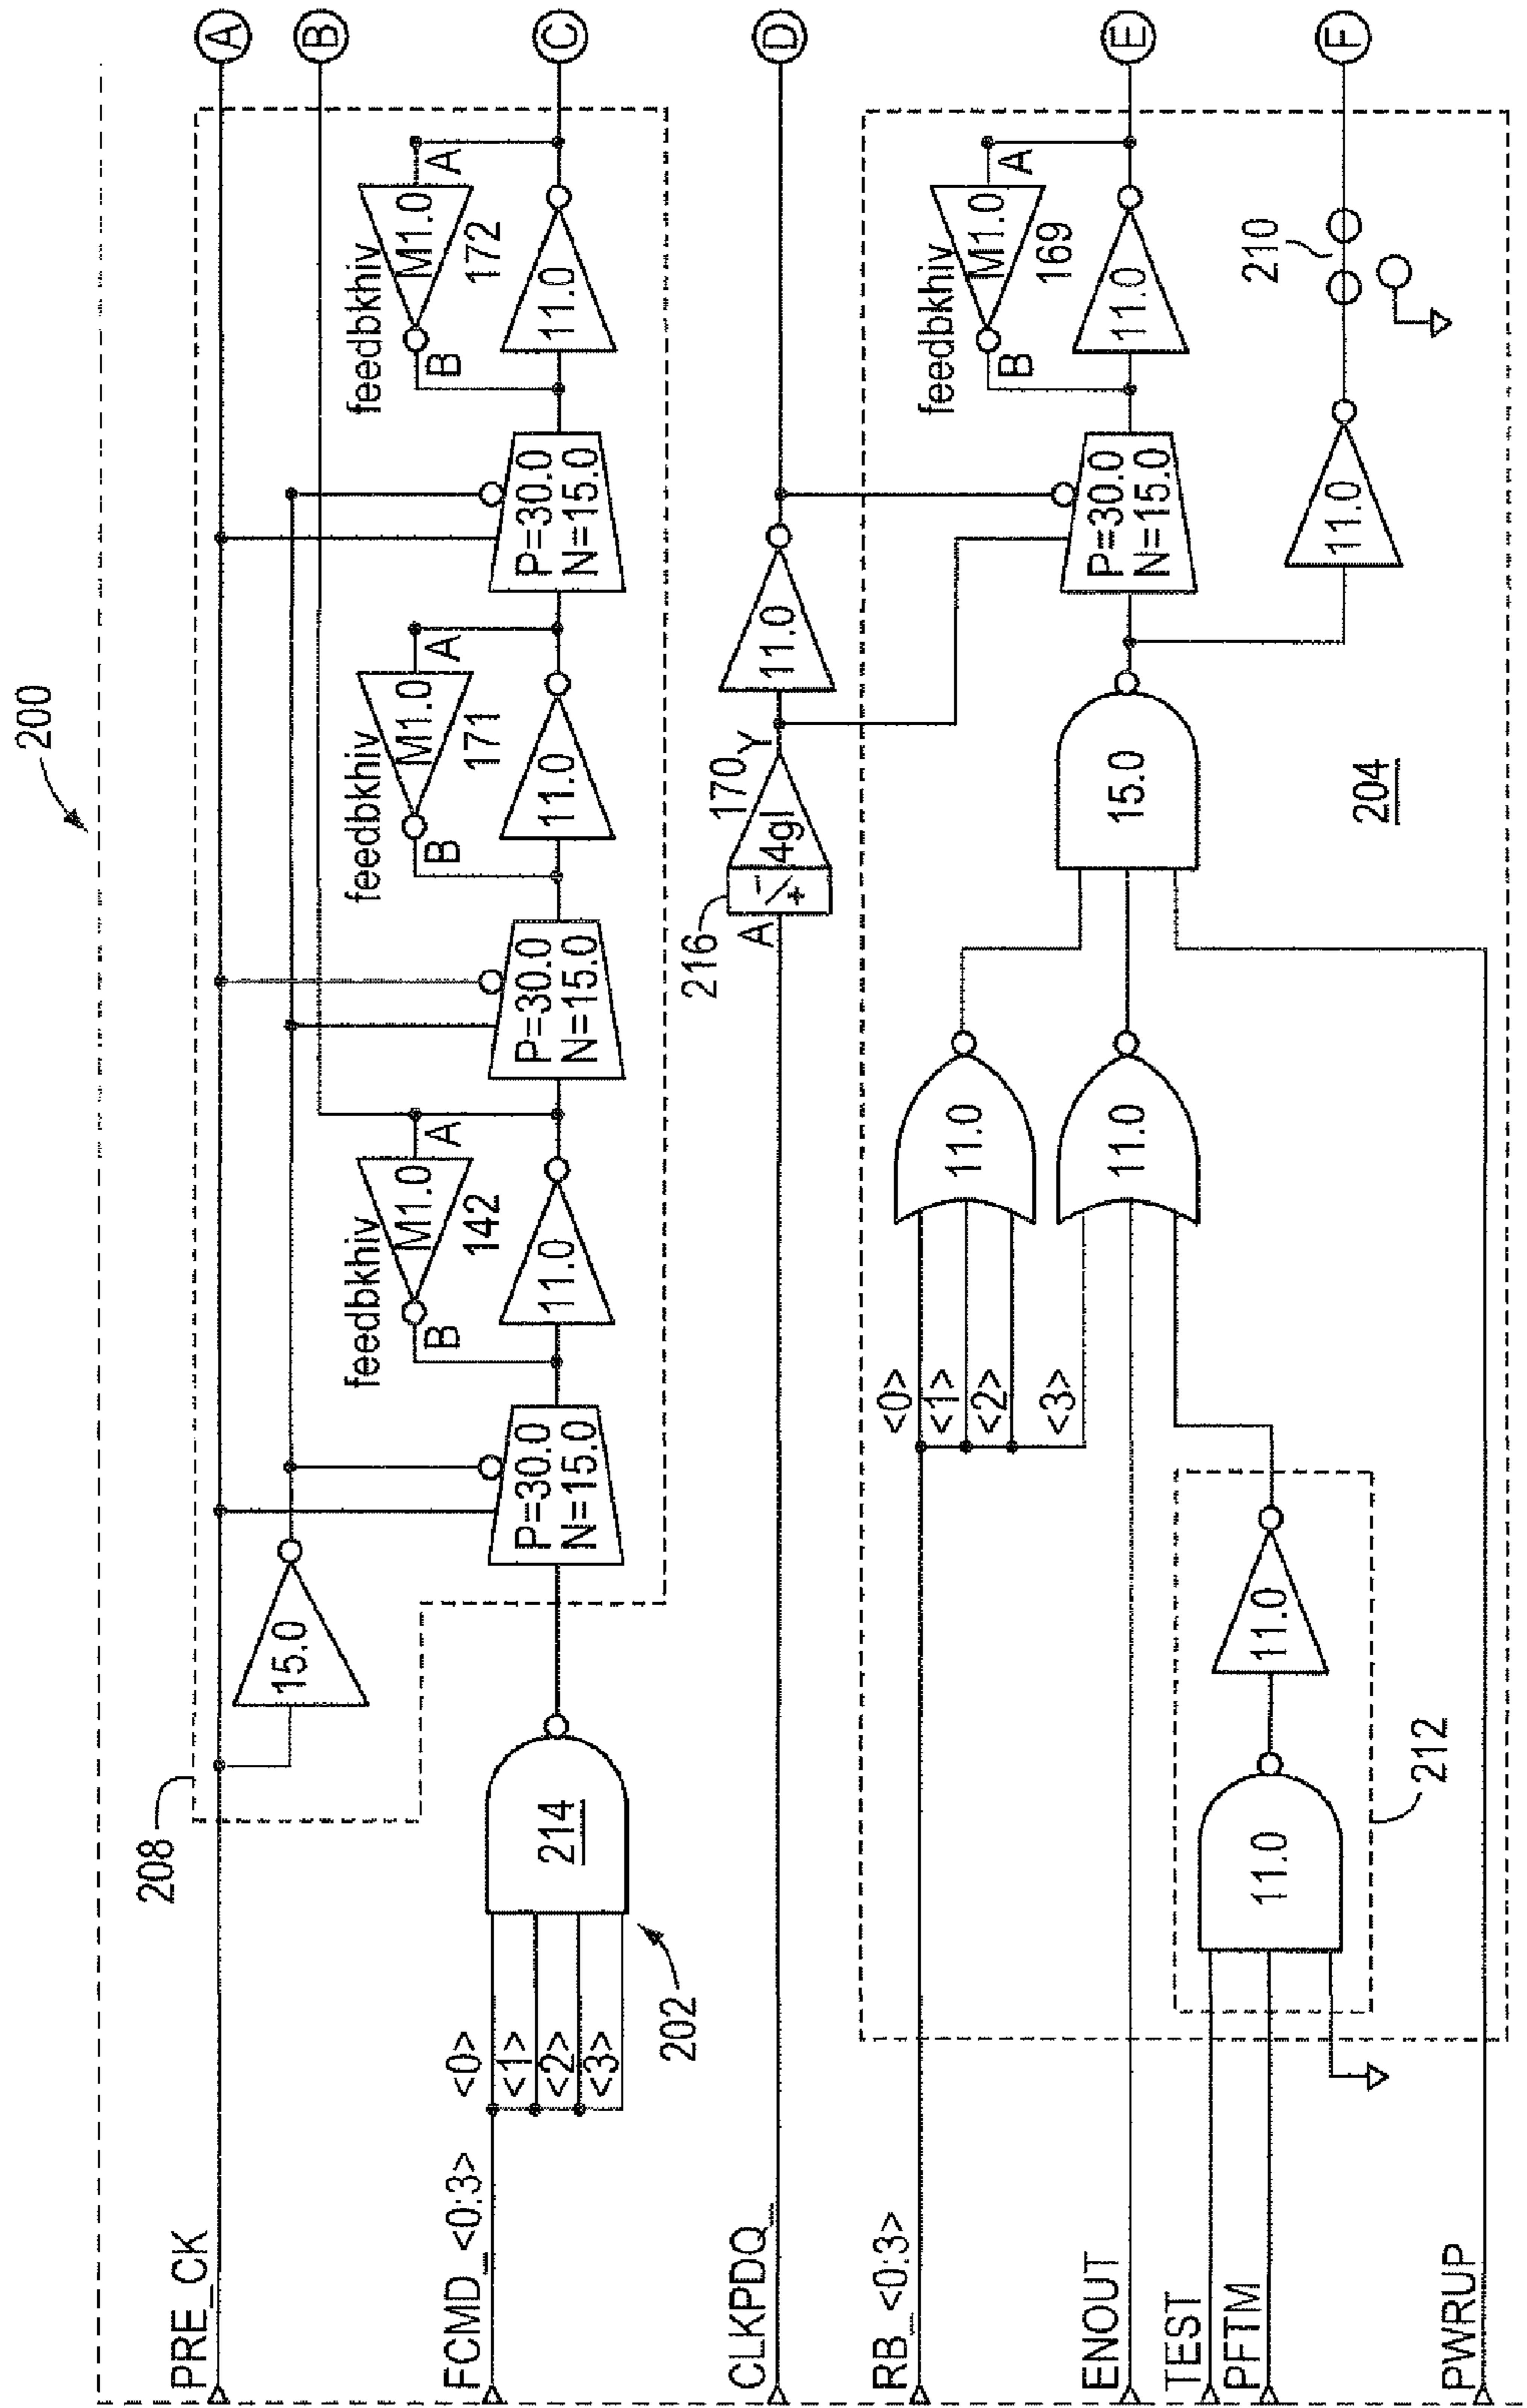 200
208
PRE_CK
15.0
A
B
FCMD_<0:3>
<0>
<1>
<2>
<3>
202
214
P=30.0
N=15.0
feedbkhiv
M1.0
142
A
B
11.0
P=30.0
N=15.0
feedbkhiv
M1.0
171
A
B
11.0
P=30.0
N=15.0
feedbkhiv
M1.0
172
A
B
11.0
C
CLKPDQ_
216
A
+/-
4gl
170
Y
11.0
D
RB_<0:3>
<0>
<1>
<2>
<3>
11.0
ENOUT
11.0
15.0
204
P=30.0
N=15.0
feedbkhiv
M1.0
169
A
B
11.0
E
TEST
PFTM
11.0
11.0
212
11.0
210
F
PWRUP